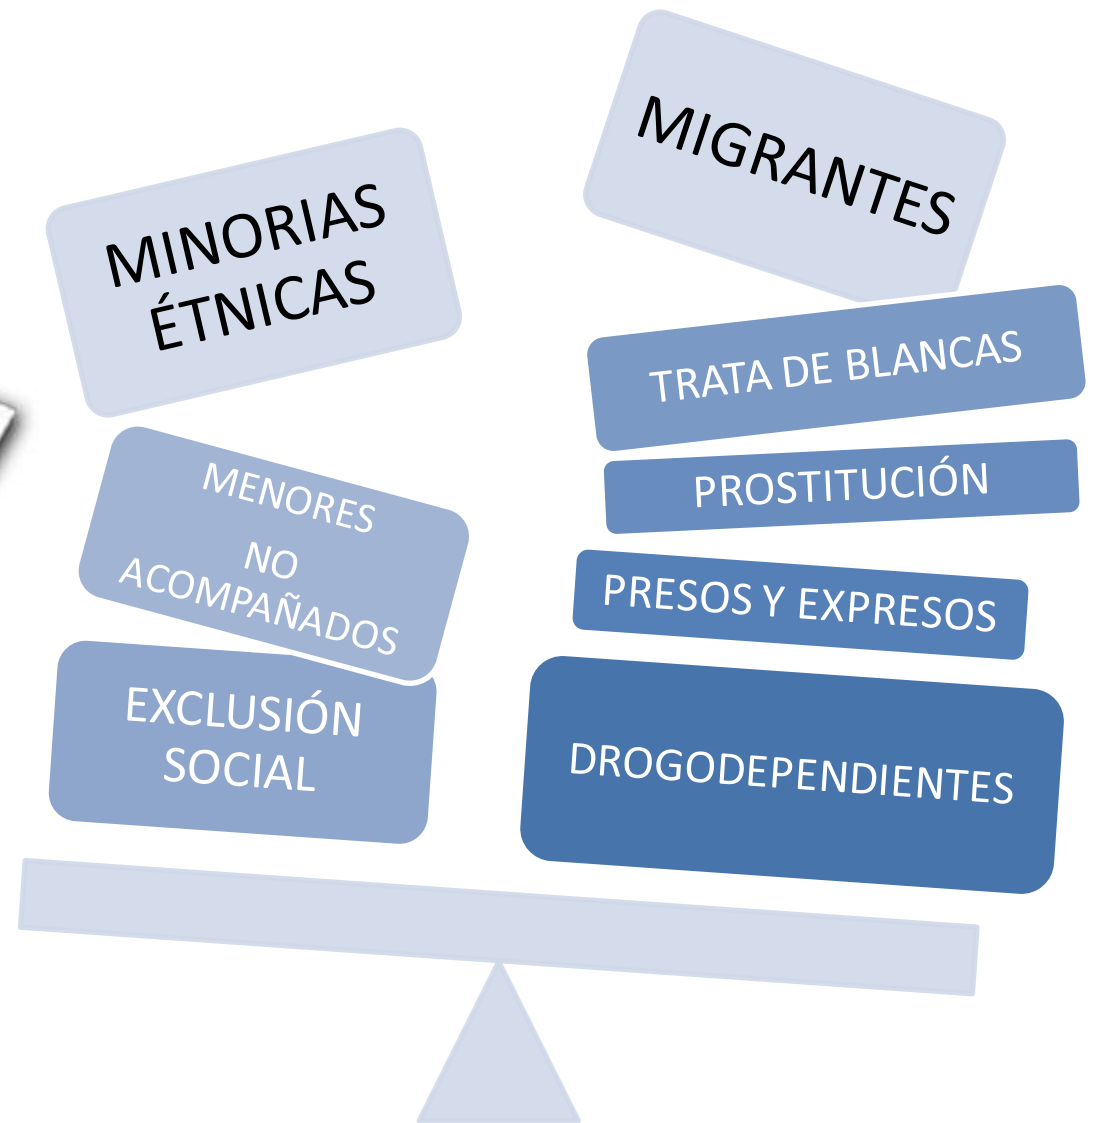 MINORIAS
ÉTNICAS
MENORES
NO
ACOMPAÑADOS
EXCLUSIÓN
SOCIAL
MIGRANTES
TRATA DE BLANCAS
PROSTITUCIÓN
PRESOS Y EXPRESOS
DROGODEPENDIENTES